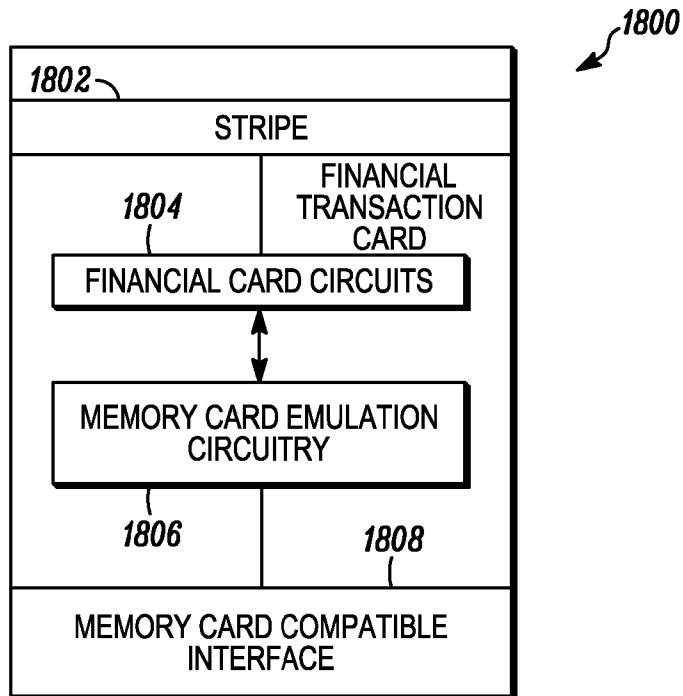 1800
1802
STRIPE
FINANCIAL
TRANSACTION
CARD
1804
FINANCIAL CARD CIRCUITS
MEMORY CARD EMULATION
CIRCUITRY
1806
1808
MEMORY CARD COMPATIBLE
INTERFACE